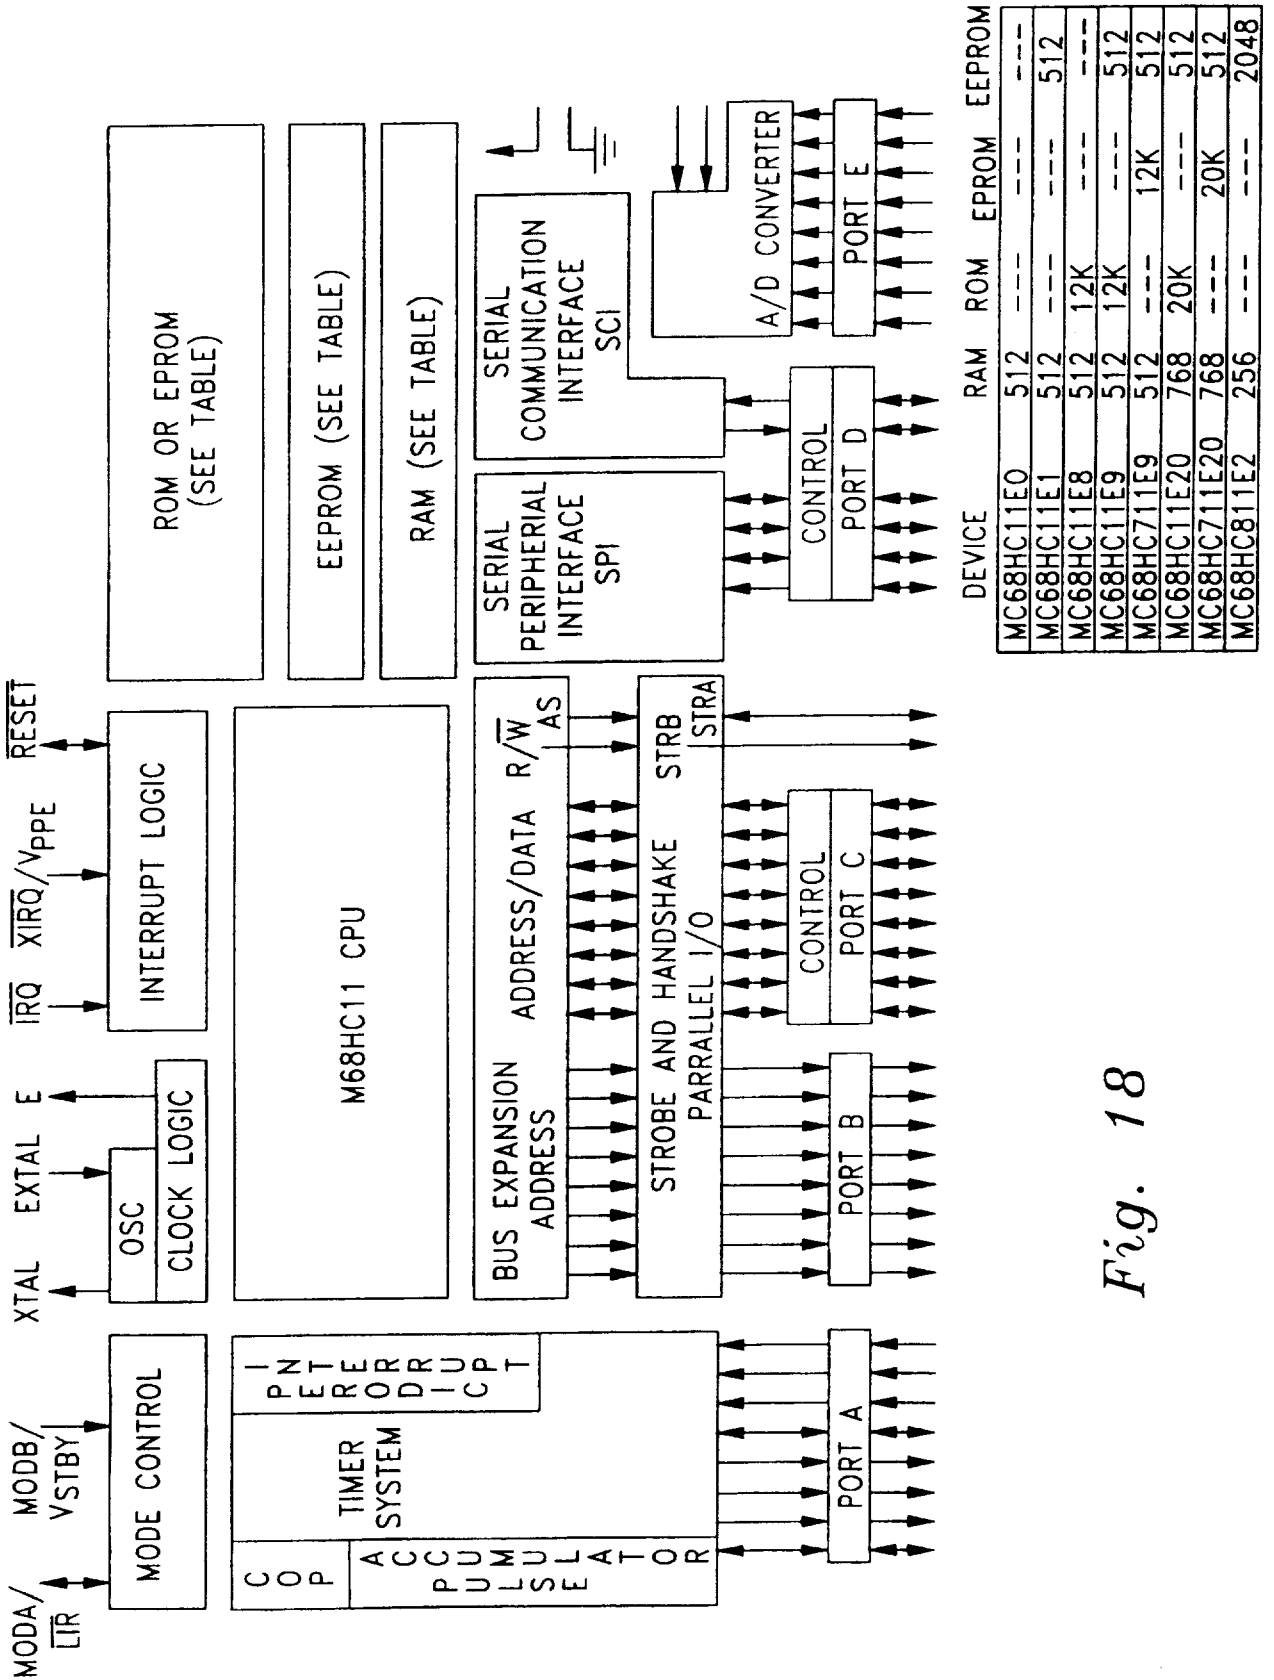 MODA/
LIR
MODB/
VSTBY
XTAL EXTAL E
IRQ XIRQ/VPPE RESET
MODE CONTROL
OSC
CLOCK LOGIC
INTERRUPT LOGIC
ROM OR EPROM
(SEE TABLE)
M68HC11 CPU
EEPROM (SEE TABLE)
RAM (SEE TABLE)
COP
PULSE
ACCUMULATOR
TIMER
SYSTEM
PERIODIC
INTERRUPT
BUS EXPANSION
ADDRESS
ADDRESS/DATA
R/W
AS
STROBE AND HANDSHAKE
PARRALEL I/O
STRB
STRA
SERIAL
PERIPHERIAL
INTERFACE
SPI
SERIAL
COMMUNICATION
INTERFACE
SCI
A/D CONVERTER
PORT A
PORT B
CONTROL
PORT C
CONTROL
PORT D
PORT E
DEVICE RAM ROM EPROM EEPROM
MC68HC11E0 512 --- --- ---
MC68HC11E1 512 --- --- 512
MC68HC11E8 512 12K --- ---
MC68HC11E9 512 12K --- 512
MC68HC711E9 512 --- 12K 512
MC68HC11E20 768 20K --- 512
MC68HC711E20 768 --- 20K 512
MC68HC811E2 256 --- --- 2048
Fig. 18